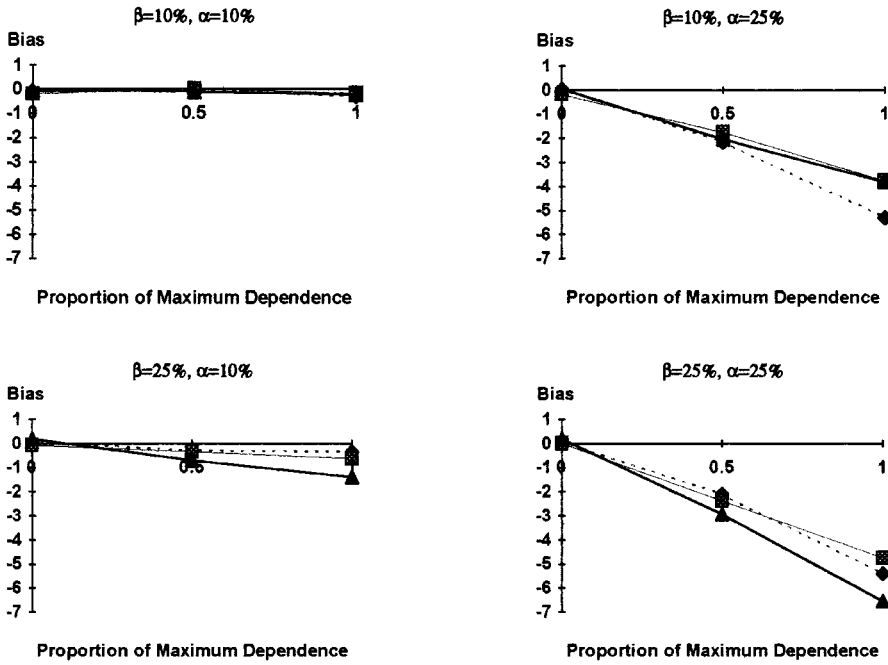 β=10%, α=10%
Bias
1
0
-1
-2
-3
-4
-5
-6
-7
0 0.5 1
Proportion of Maximum Dependence
β=10%, α=25%
Bias
1
0
-1
-2
-3
-4
-5
-6
-7
0 0.5 1
Proportion of Maximum Dependence
β=25%, α=10%
Bias
1
0
-1
-2
-3
-4
-5
-6
-7
0 0.5
Proportion of Maximum Dependence
β=25%, α=25%
Bias
1
0
-1
-2
-3
-4
-5
-6
-7
0 0.5 1
Proportion of Maximum Dependence